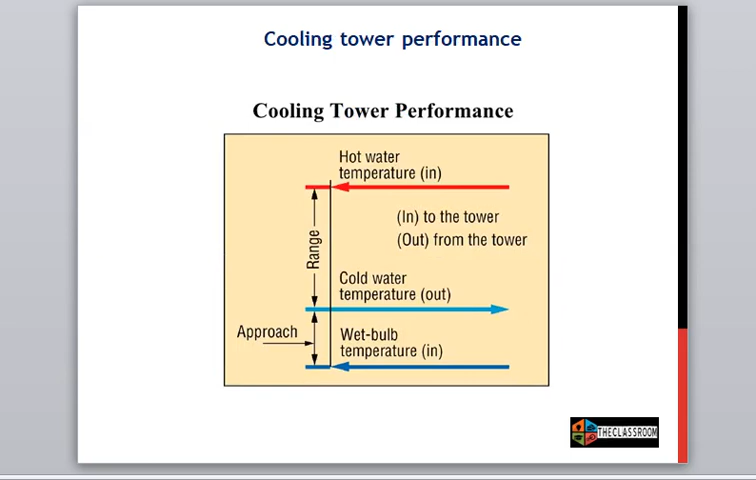 Cooling tower performance
Cooling Tower Performance
Hot water
temperature (in)
(In) to the tower
(Out) from the tower
Range
Cold water
temperature (out)
Approach
Wet-bulb
temperature (in)
THECLASSROOM